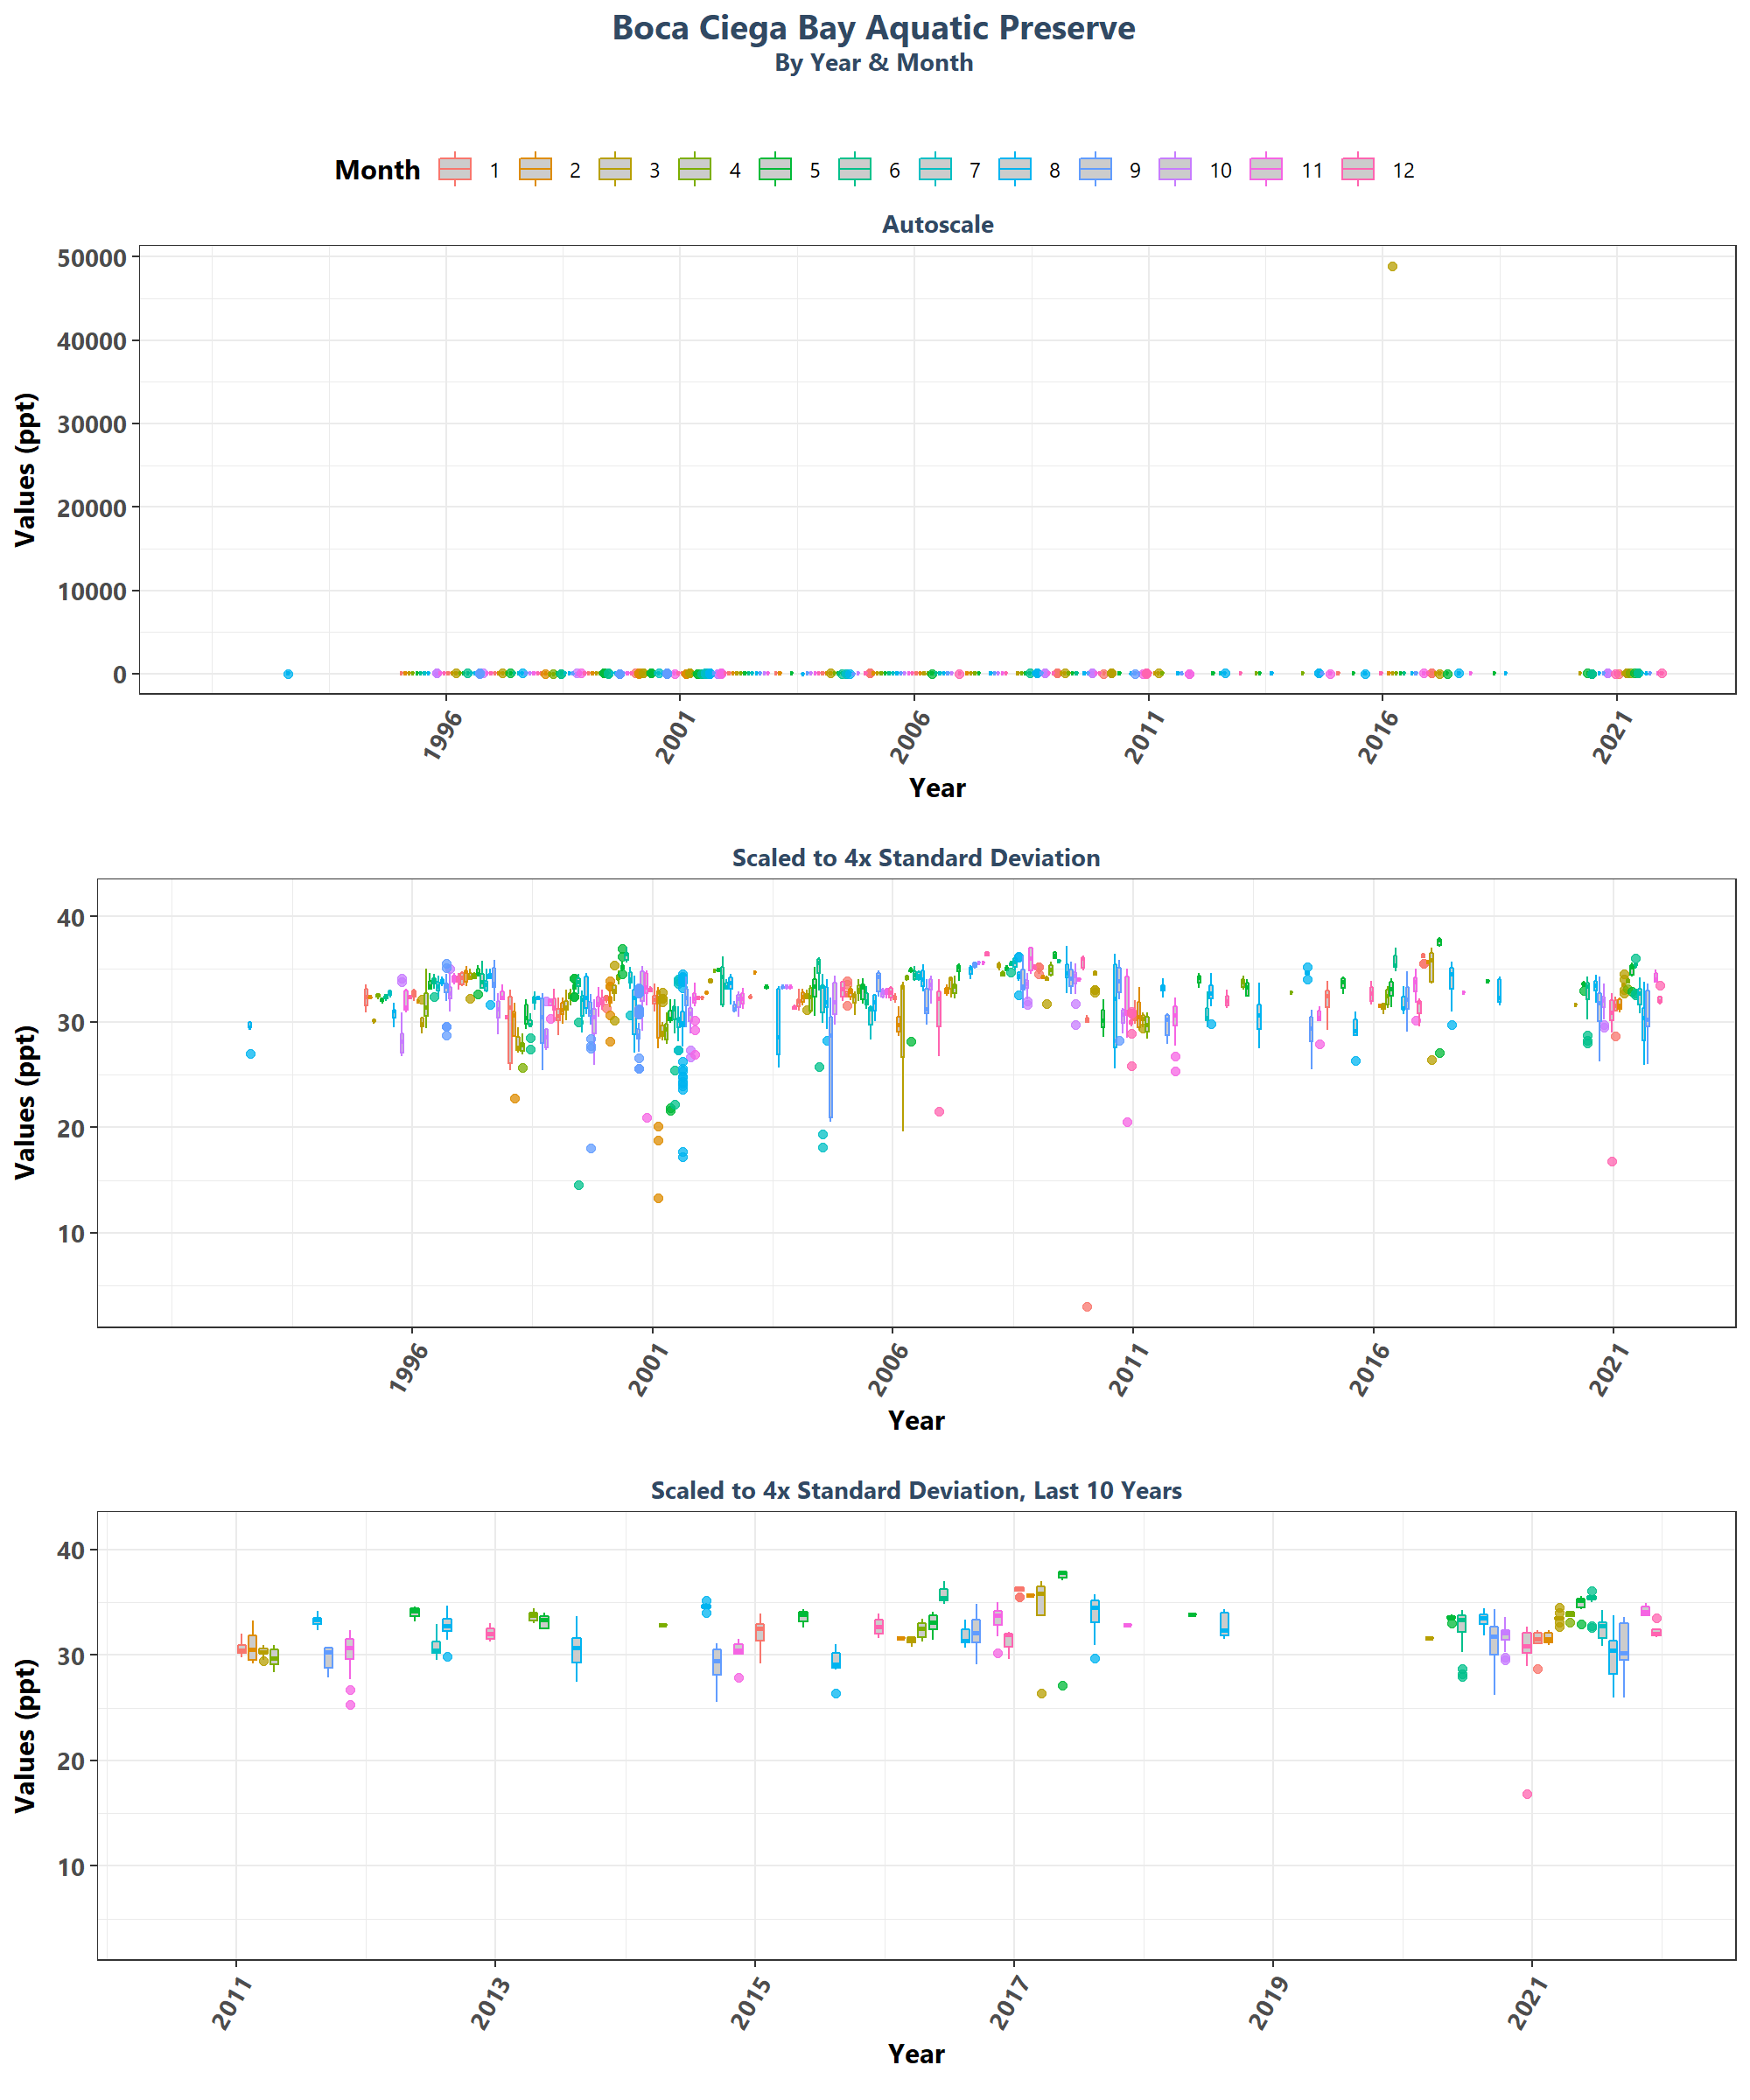 Boca Ciega Bay Aquatic Preserve
By Year & Month
Month 1 2 3 4 5 6 7 8 9 10 11 12
Autoscale
Values (ppt)
50000
40000
30000
20000
10000
0
1996 2001 2006 2011 2016 2021
Year
Scaled to 4x Standard Deviation
Values (ppt)
40
30
20
10
1996 2001 2006 2011 2016 2021
Year
Scaled to 4x Standard Deviation, Last 10 Years
Values (ppt)
40
30
20
10
2011 2013 2015 2017 2019 2021
Year